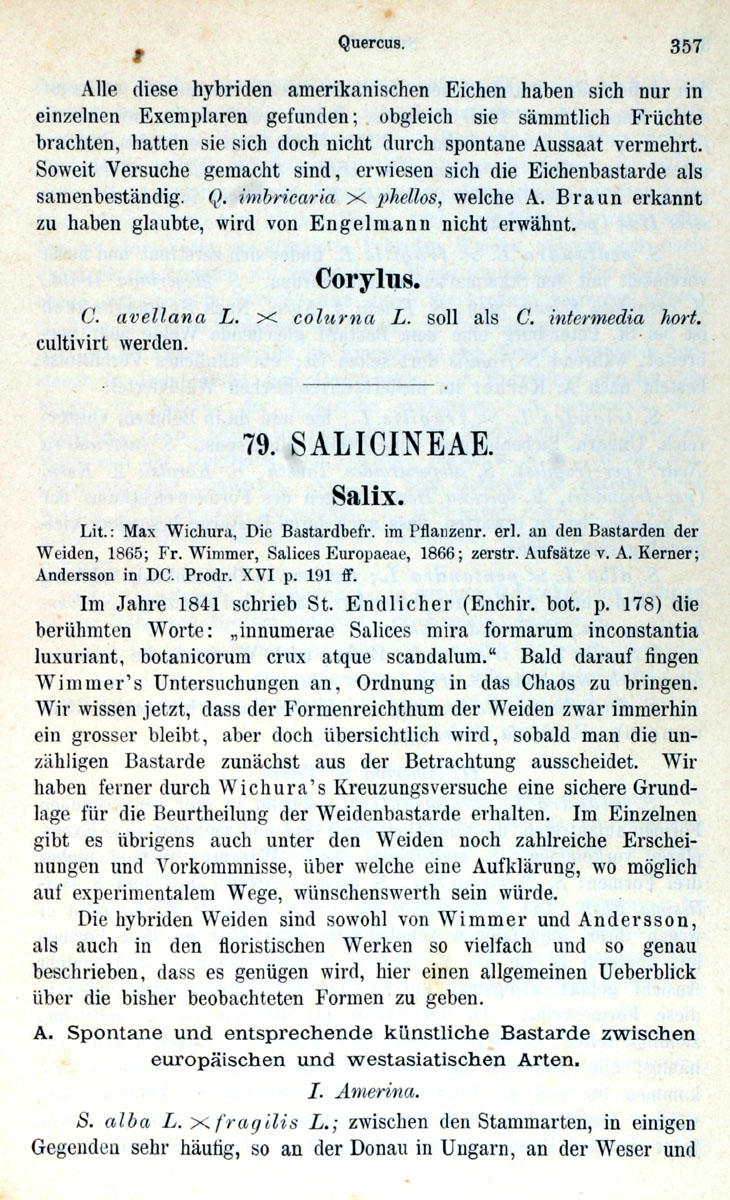 Quercus. 357
Alle diese hybriden amerikanischen Eichen haben sich nur in
einzelnen Exemplaren gefunden; obgleich sie sämmtlich Früchte
brachten, hatten sie sich doch nicht durch spontane Aussaat vermehrt.
Soweit Versuche gemacht sind, erwiesen sich die Eichenbastarde als
samenbeständig. Q. imbricaria × phellos, welche A. Braun erkannt
zu haben glaubte, wird von Engelmann nicht erwähnt.
Corylus.
C. avellana L. × colurna L. soll als C. intermedia hort.
cultivirt werden.
79. SALICINEAE.
Salix.
Lit.: Max Wichura, Die Bastardbefr. im Pflanzenr. erl. an den Bastarden der
Weiden, 1865; Fr. Wimmer, Salices Europaeae, 1866; zerstr. Aufsätze v. A. Kerner;
Andersson in DC. Prodr. XVI p. 191 ff.
Im Jahre 1841 schrieb St. Endlicher (Enchir. bot. p. 178) die
berühmten Worte: „innumerae Salices mira formarum inconstantia
luxuriant, botanicorum crux atque scandalum.“ Bald darauf fingen
Wimmer's Untersuchungen an, Ordnung in das Chaos zu bringen.
Wir wissen jetzt, dass der Formenreichthum der Weiden zwar immerhin
ein grosser bleibt, aber doch übersichtlich wird, sobald man die un-
zähligen Bastarde zunächst aus der Betrachtung ausscheidet. Wir
haben ferner durch Wichura's Kreuzungsversuche eine sichere Grund-
lage für die Beurtheilung der Weidenbastarde erhalten. Im Einzelnen
gibt es übrigens auch unter den Weiden noch zahlreiche Erschei-
nungen und Vorkommnisse, über welche eine Aufklärung, wo möglich
auf experimentalem Wege, wünschenswerth sein würde.
Die hybriden Weiden sind sowohl von Wimmer und Andersson,
als auch in den floristischen Werken so vielfach und so genau
beschrieben, dass es genügen wird, hier einen allgemeinen Ueberblick
über die bisher beobachteten Formen zu geben.
A. Spontane und entsprechende künstliche Bastarde zwischen
europäischen und westasiatischen Arten.
I. Amerina.
S. alba L. × fragilis L.; zwischen den Stammarten, in einigen
Gegenden sehr häufig, so an der Donau in Ungarn, an der Weser und